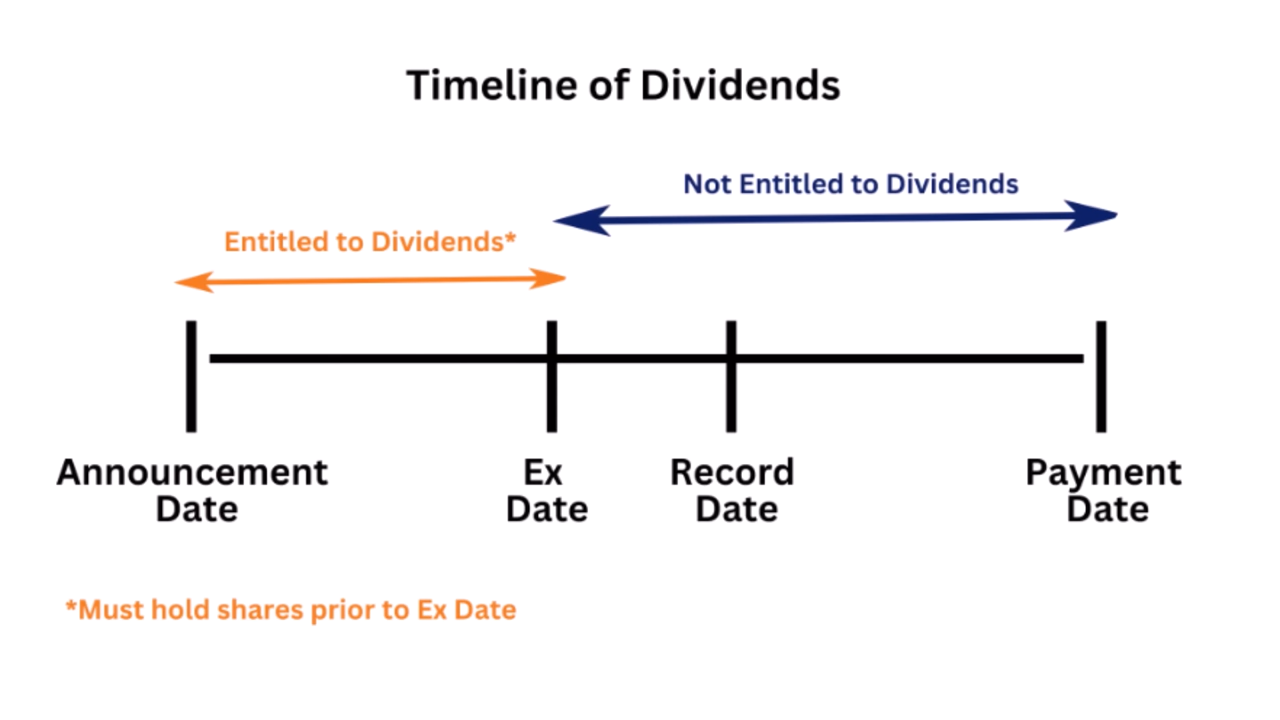 Timeline of Dividends
Not Entitled to Dividends
Entitled to Dividends*
Announcement
Date
Ex
Date
Record
Date
Payment
Date
*Must hold shares prior to Ex Date